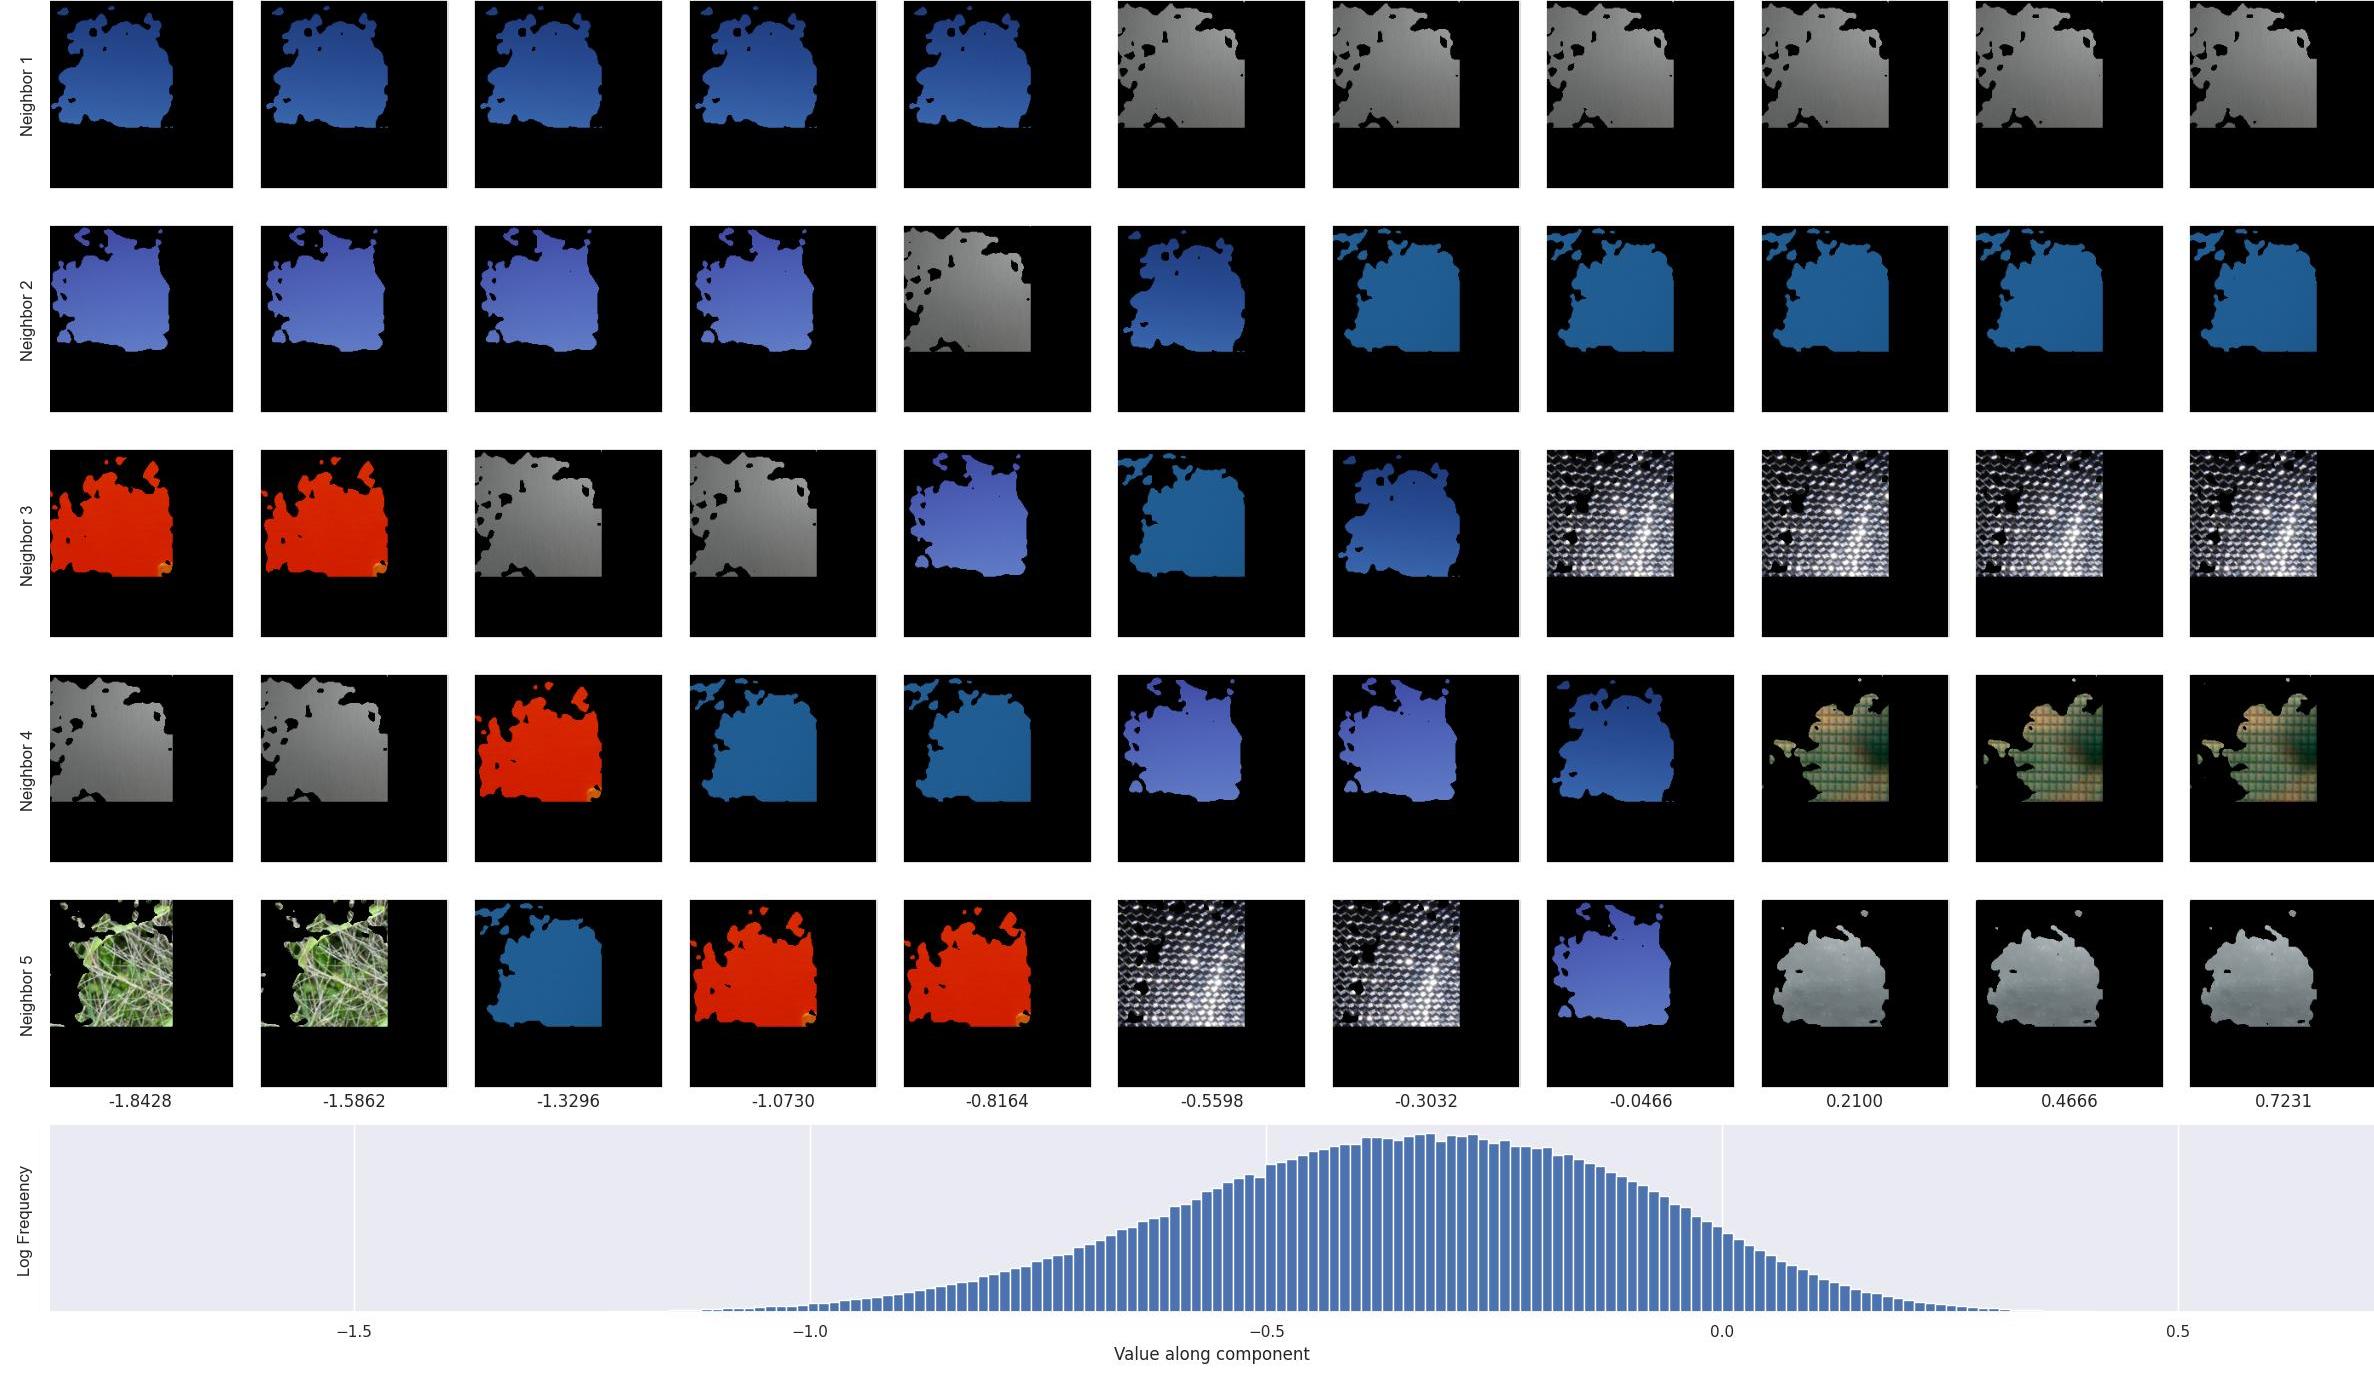 Neighbor 1
Neighbor 2
Neighbor 3
Neighbor 4
Neighbor 5
-1.8428 -1.5862 -1.3296 -1.0730 -0.8164 -0.5598 -0.3032 -0.0466 0.2100 0.4666 0.7231
Log Frequency
−1.5 −1.0 −0.5 0.0 0.5
Value along component